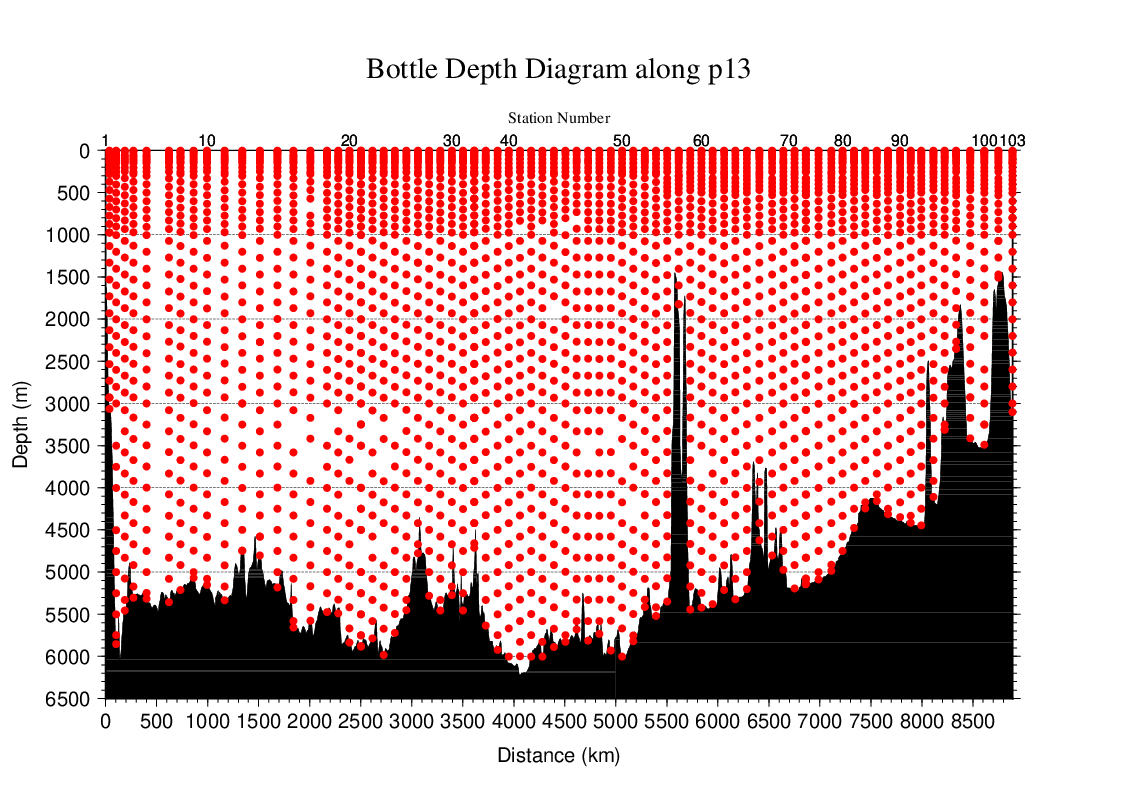 Bottle Depth Diagram along p13
Station Number
1 10 20 30 40 50 60 70 80 90 100 103
0
500
1000
1500
2000
2500
3000
3500
4000
4500
5000
5500
6000
6500
Depth (m)
0 500 1000 1500 2000 2500 3000 3500 4000 4500 5000 5500 6000 6500 7000 7500 8000 8500
Distance (km)